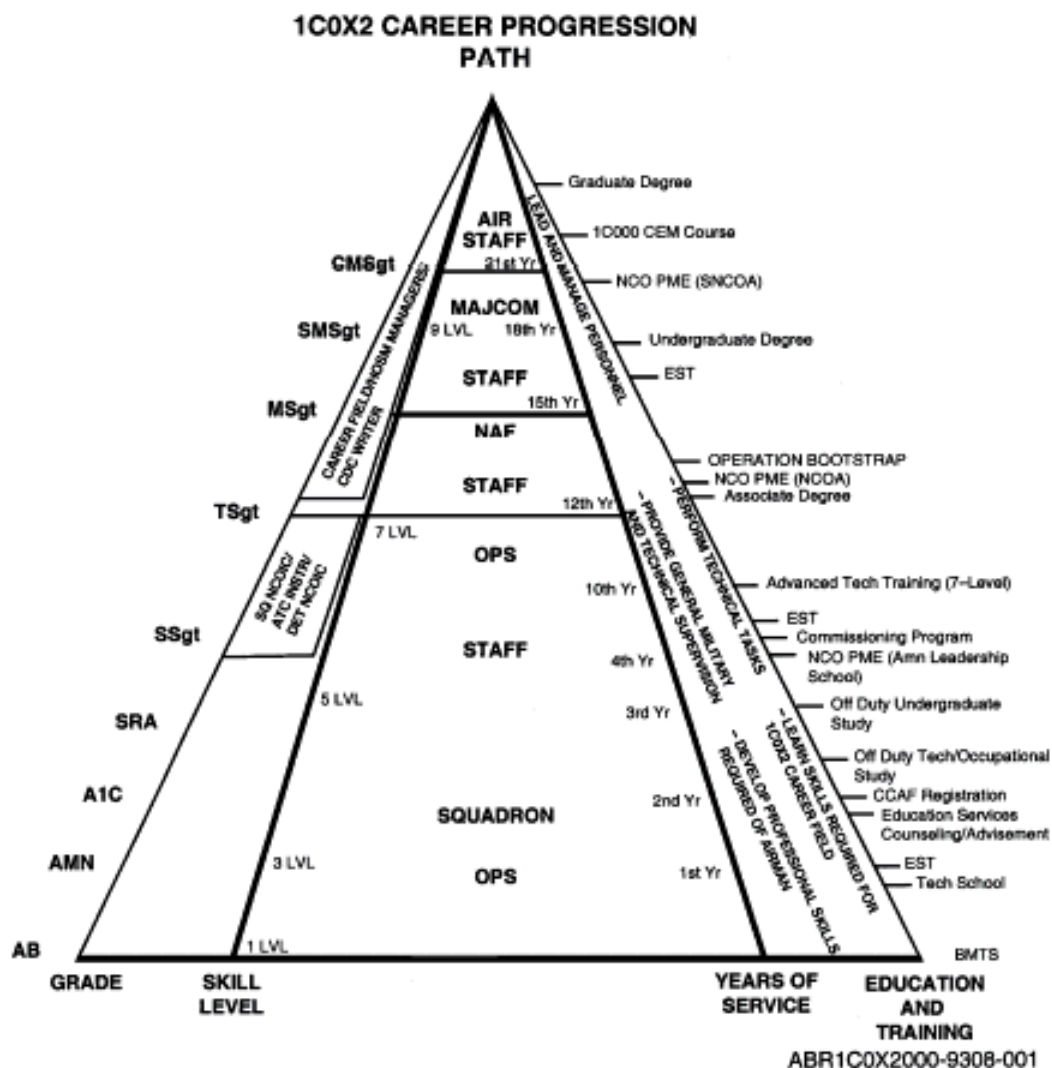 1C0X2 CAREER PROGRESSION
PATH
Graduate Degree
LEAD AND MANAGE PERSONNEL
AIR
STAFF
1C000 CEM Course
CMSgt
21st Yr
NCO PME (SNCOA)
CAREER FIELD/HOSM MANAGERS/
CDC WRITER
MAJCOM
SMSgt
9 LVL
18th Yr
Undergraduate Degree
STAFF
EST
MSgt
15th Yr
NAF
OPERATION BOOTSTRAP
NCO PME (NCOA)
STAFF
Associate Degree
TSgt
12th Yr
7 LVL
– PERFORM TECHNICAL TASKS
– PROVIDE GENERAL MILITARY
AND TECHNICAL SUPERVISION
OPS
SQ NCOIC/
ATC INSTR/
DET NCOIC
10th Yr
Advanced Tech Training (7–Level)
EST
Commissioning Program
SSgt
STAFF
4th Yr
NCO PME (Amn Leadership
School)
5 LVL
SRA
3rd Yr
Off Duty Undergraduate
Study
– LEARN SKILLS REQUIRED FOR
1C0X2 CAREER FIELD
– DEVELOP PROFESSIONAL SKILLS
REQUIRED OF AIRMAN
Off Duty Tech/Occupational
Study
A1C
2nd Yr
CCAF Registration
SQUADRON
Education Services
Counseling/Advisement
AMN
3 LVL
1st Yr
EST
OPS
Tech School
AB
1 LVL
BMTS
GRADE
SKILL
LEVEL
YEARS OF
SERVICE
EDUCATION
AND
TRAINING
ABR1C0X2000-9308-001